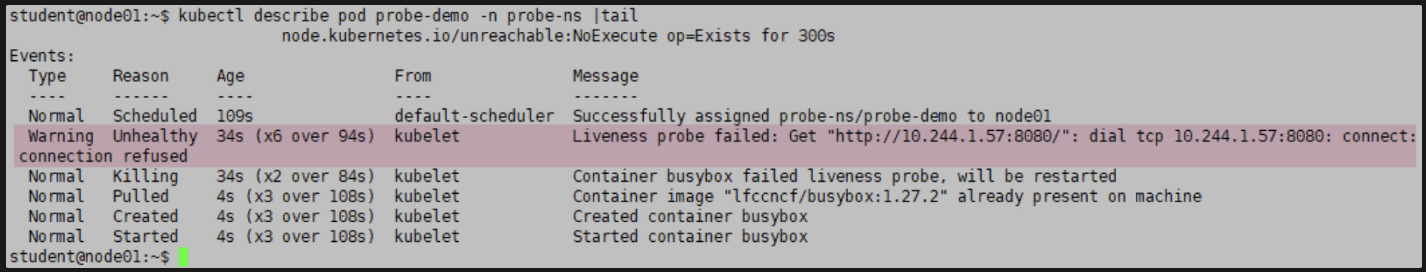 student@node01:~$ kubectl describe pod probe-demo -n probe-ns |tail
node.kubernetes.io/unreachable:NoExecute op=Exists for 300s
Events:
Type Reason Age From Message
---- ------ ---- ---- -------
Normal Scheduled 109s default-scheduler Successfully assigned probe-ns/probe-demo to node01
Warning Unhealthy 34s (x6 over 94s) kubelet Liveness probe failed: Get "http://10.244.1.57:8080/": dial tcp 10.244.1.57:8080: connect:
connection refused
Normal Killing 34s (x2 over 84s) kubelet Container busybox failed liveness probe, will be restarted
Normal Pulled 4s (x3 over 108s) kubelet Container image "lfccncf/busybox:1.27.2" already present on machine
Normal Created 4s (x3 over 108s) kubelet Created container busybox
Normal Started 4s (x3 over 108s) kubelet Started container busybox
student@node01:~$